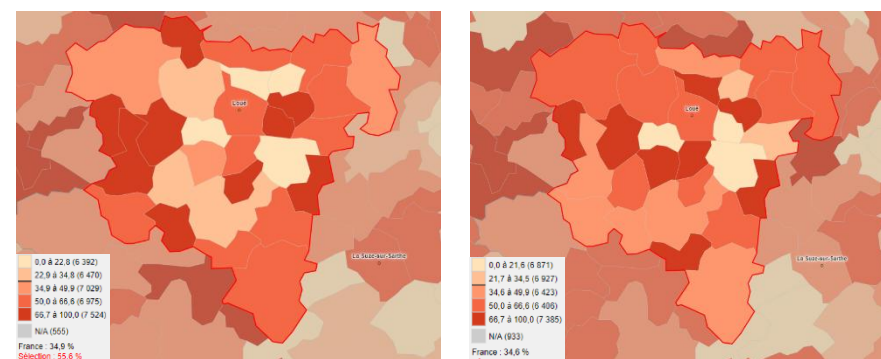 Loué
La Suze-sur-Sarthe
0,0 à 22,8 (6 392)
22,9 à 34,8 (6 470)
34,9 à 49,9 (7 029)
50,0 à 66,6 (6 975)
66,7 à 100,0 (7 524)
N/A (555)
France : 34,9 %
Sélection : 55,6 %
Loué
La Suze-sur-Sarthe
0,0 à 21,6 (6 871)
21,7 à 34,5 (6 927)
34,6 à 49,9 (6 423)
50,0 à 66,6 (6 406)
66,7 à 100,0 (7 385)
N/A (933)
France : 34,6 %